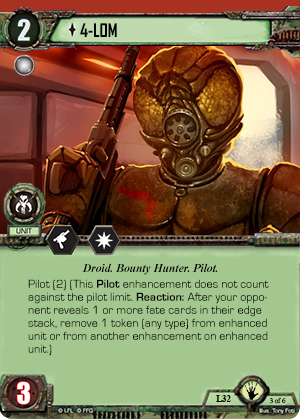 2
4-LOM
UNIT
Droid. Bounty Hunter. Pilot.
Pilot (2) (This Pilot enhancement does not count
against the pilot limit. Reaction: After your oppo-
nent reveals 1 or more fate cards in their edge
stack, remove 1 token (any type) from enhanced
unit or from another enhancement on enhanced
unit.)
3
L32
3 of 6
© LFL © FFG
Illus. Tony Foti